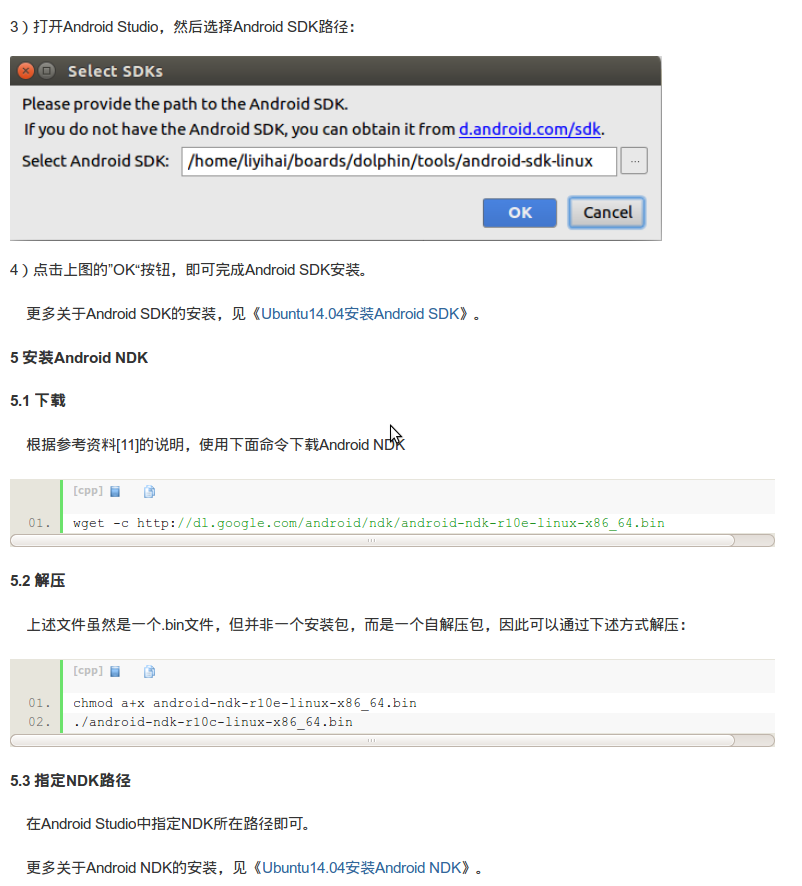 3）打开Android Studio，然后选择Android SDK路径：
Select SDKs
Please provide the path to the Android SDK.
If you do not have the Android SDK, you can obtain it from d.android.com/sdk.
Select Android SDK: /home/liyihai/boards/dolphin/tools/android-sdk-linux ...
OK Cancel
4）点击上图的”OK“按钮，即可完成Android SDK安装。
更多关于Android SDK的安装，见《Ubuntu14.04安装Android SDK》。
5 安装Android NDK
5.1 下载
根据参考资料[11]的说明，使用下面命令下载Android NDK
[cpp]
01. wget -c http://dl.google.com/android/ndk/android-ndk-r10e-linux-x86_64.bin
5.2 解压
上述文件虽然是一个.bin文件，但并非一个安装包，而是一个自解压包，因此可以通过下述方式解压：
[cpp]
01. chmod a+x android-ndk-r10e-linux-x86_64.bin
02. ./android-ndk-r10c-linux-x86_64.bin
5.3 指定NDK路径
在Android Studio中指定NDK所在路径即可。
更多关于Android NDK的安装，见《Ubuntu14.04安装Android NDK》。